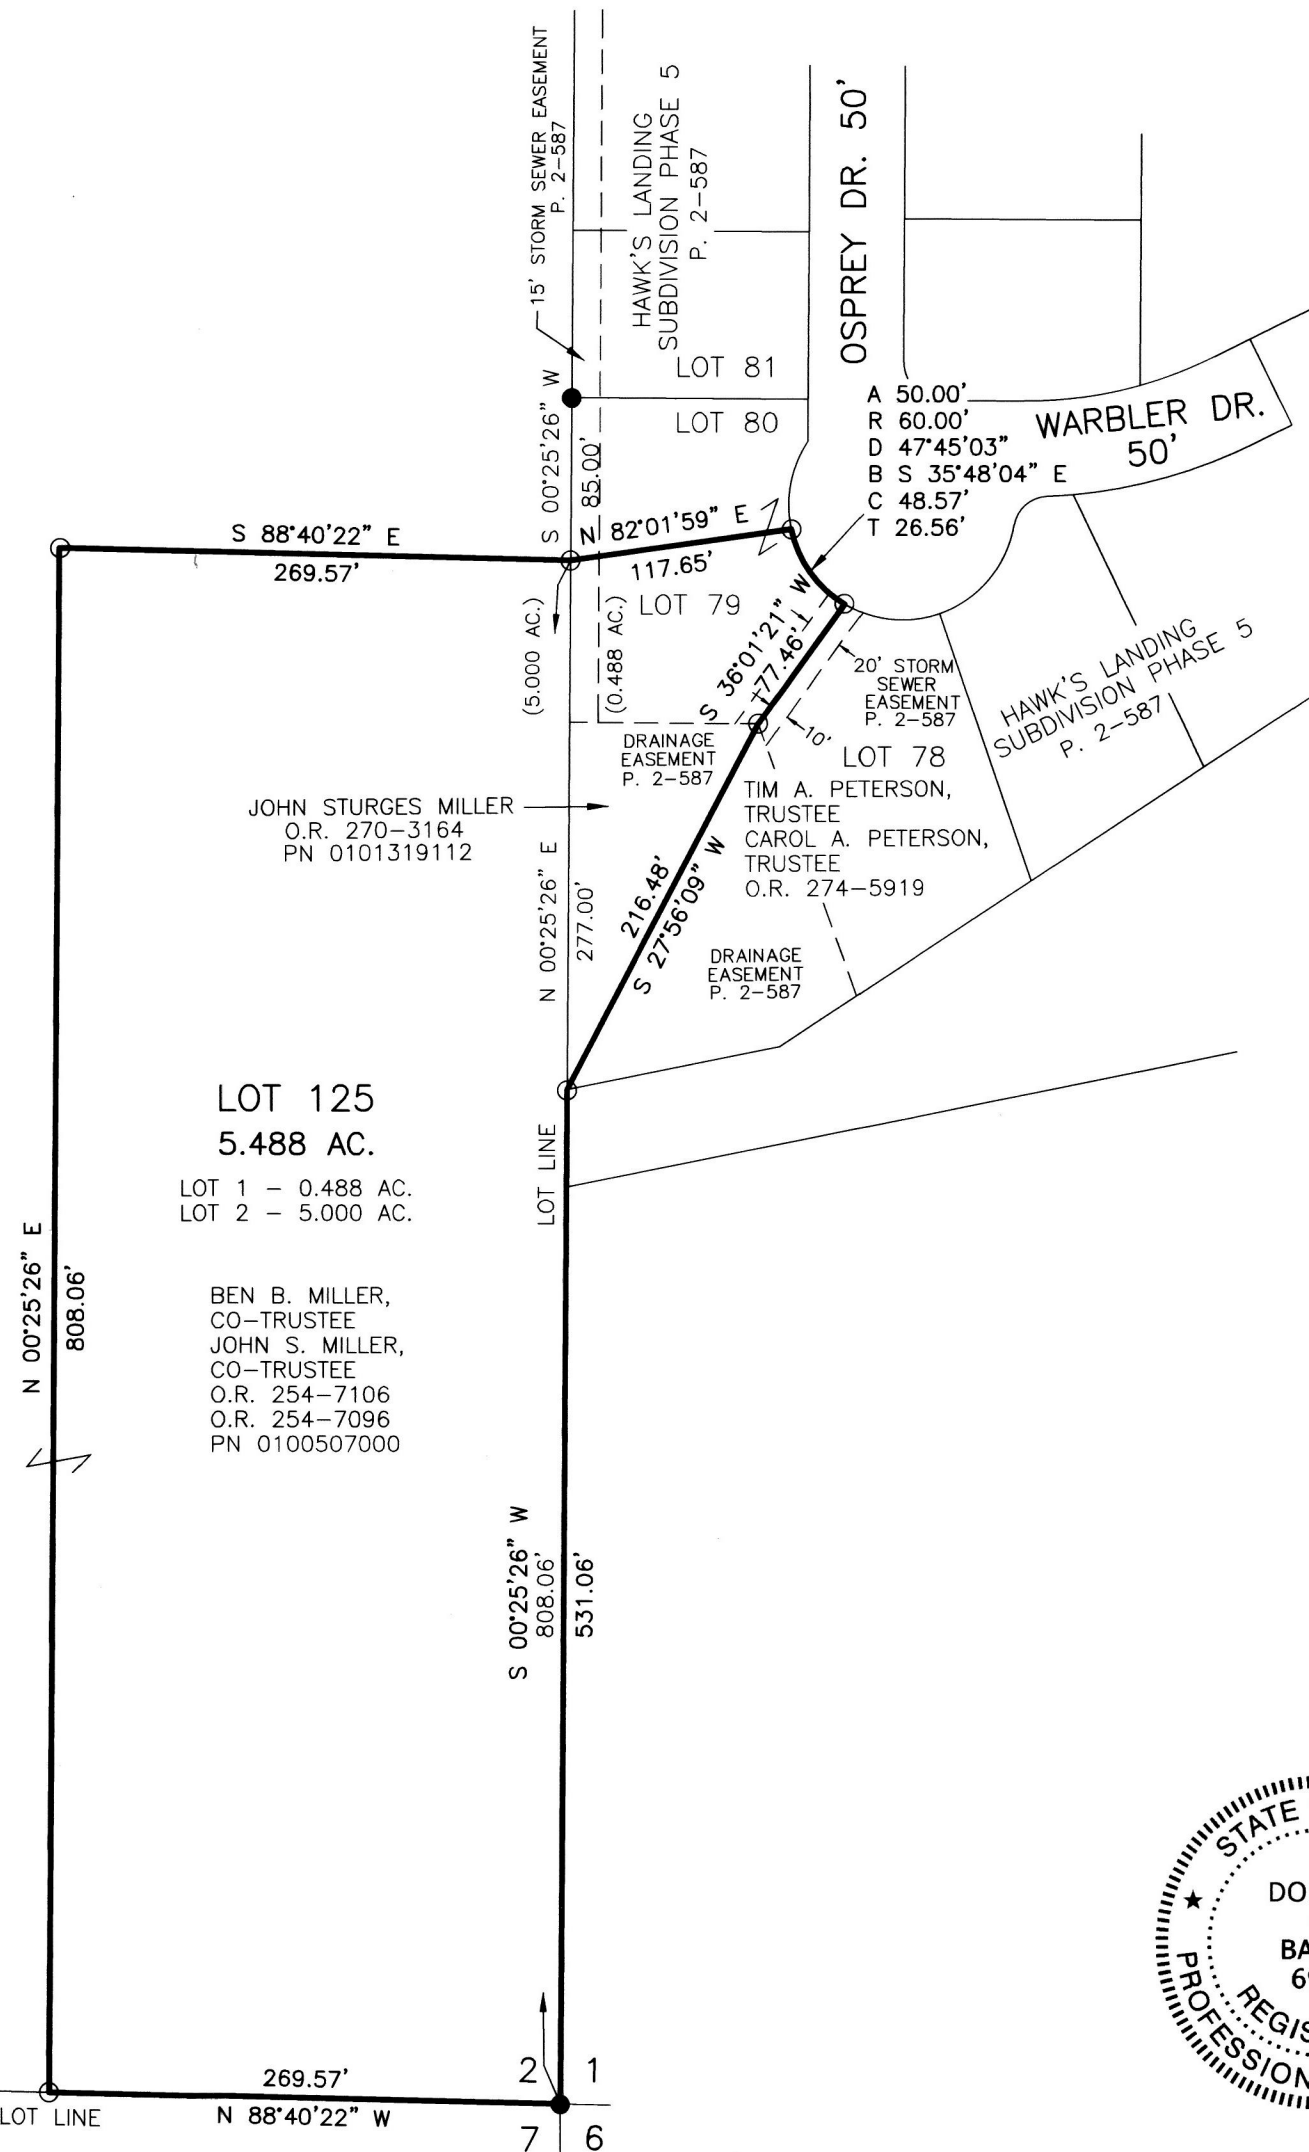 15' STORM SEWER EASEMENT
P. 2-587
HAWK'S LANDING
SUBDIVISION PHASE 5
P. 2-587
OSPREY DR. 50'
LOT 81
LOT 80
A 50.00'
R 60.00'
D 47°45'03"
B S 35°48'04" E
C 48.57'
T 26.56'
WARBLER DR.
50'
S 00°25'26" W
85.00'
S 88°40'22" E
269.57'
N 82°01'59" E
117.65'
LOT 79
(5.000 AC.)
(0.488 AC.)
S 36°01'21" W
77.46'
20' STORM
SEWER
EASEMENT
P. 2-587
10'
HAWK'S LANDING
SUBDIVISION PHASE 5
P. 2-587
DRAINAGE
EASEMENT
P. 2-587
LOT 78
TIM A. PETERSON,
TRUSTEE
CAROL A. PETERSON,
TRUSTEE
O.R. 274-5919
JOHN STURGES MILLER
O.R. 270-3164
PN 0101319112
N 00°25'26" E
277.00'
216.48'
S 27°56'09" W
DRAINAGE
EASEMENT
P. 2-587
LOT 125
5.488 AC.
LOT 1 - 0.488 AC.
LOT 2 - 5.000 AC.
LOT LINE
BEN B. MILLER,
CO-TRUSTEE
JOHN S. MILLER,
CO-TRUSTEE
O.R. 254-7106
O.R. 254-7096
PN 0100507000
N 00°25'26" E
808.06'
S 00°25'26" W
808.06'
531.06'
STATE
DO
BA
6
REGIS
PROFESSION
269.57'
N 88°40'22" W
LOT LINE
2 1
7 6